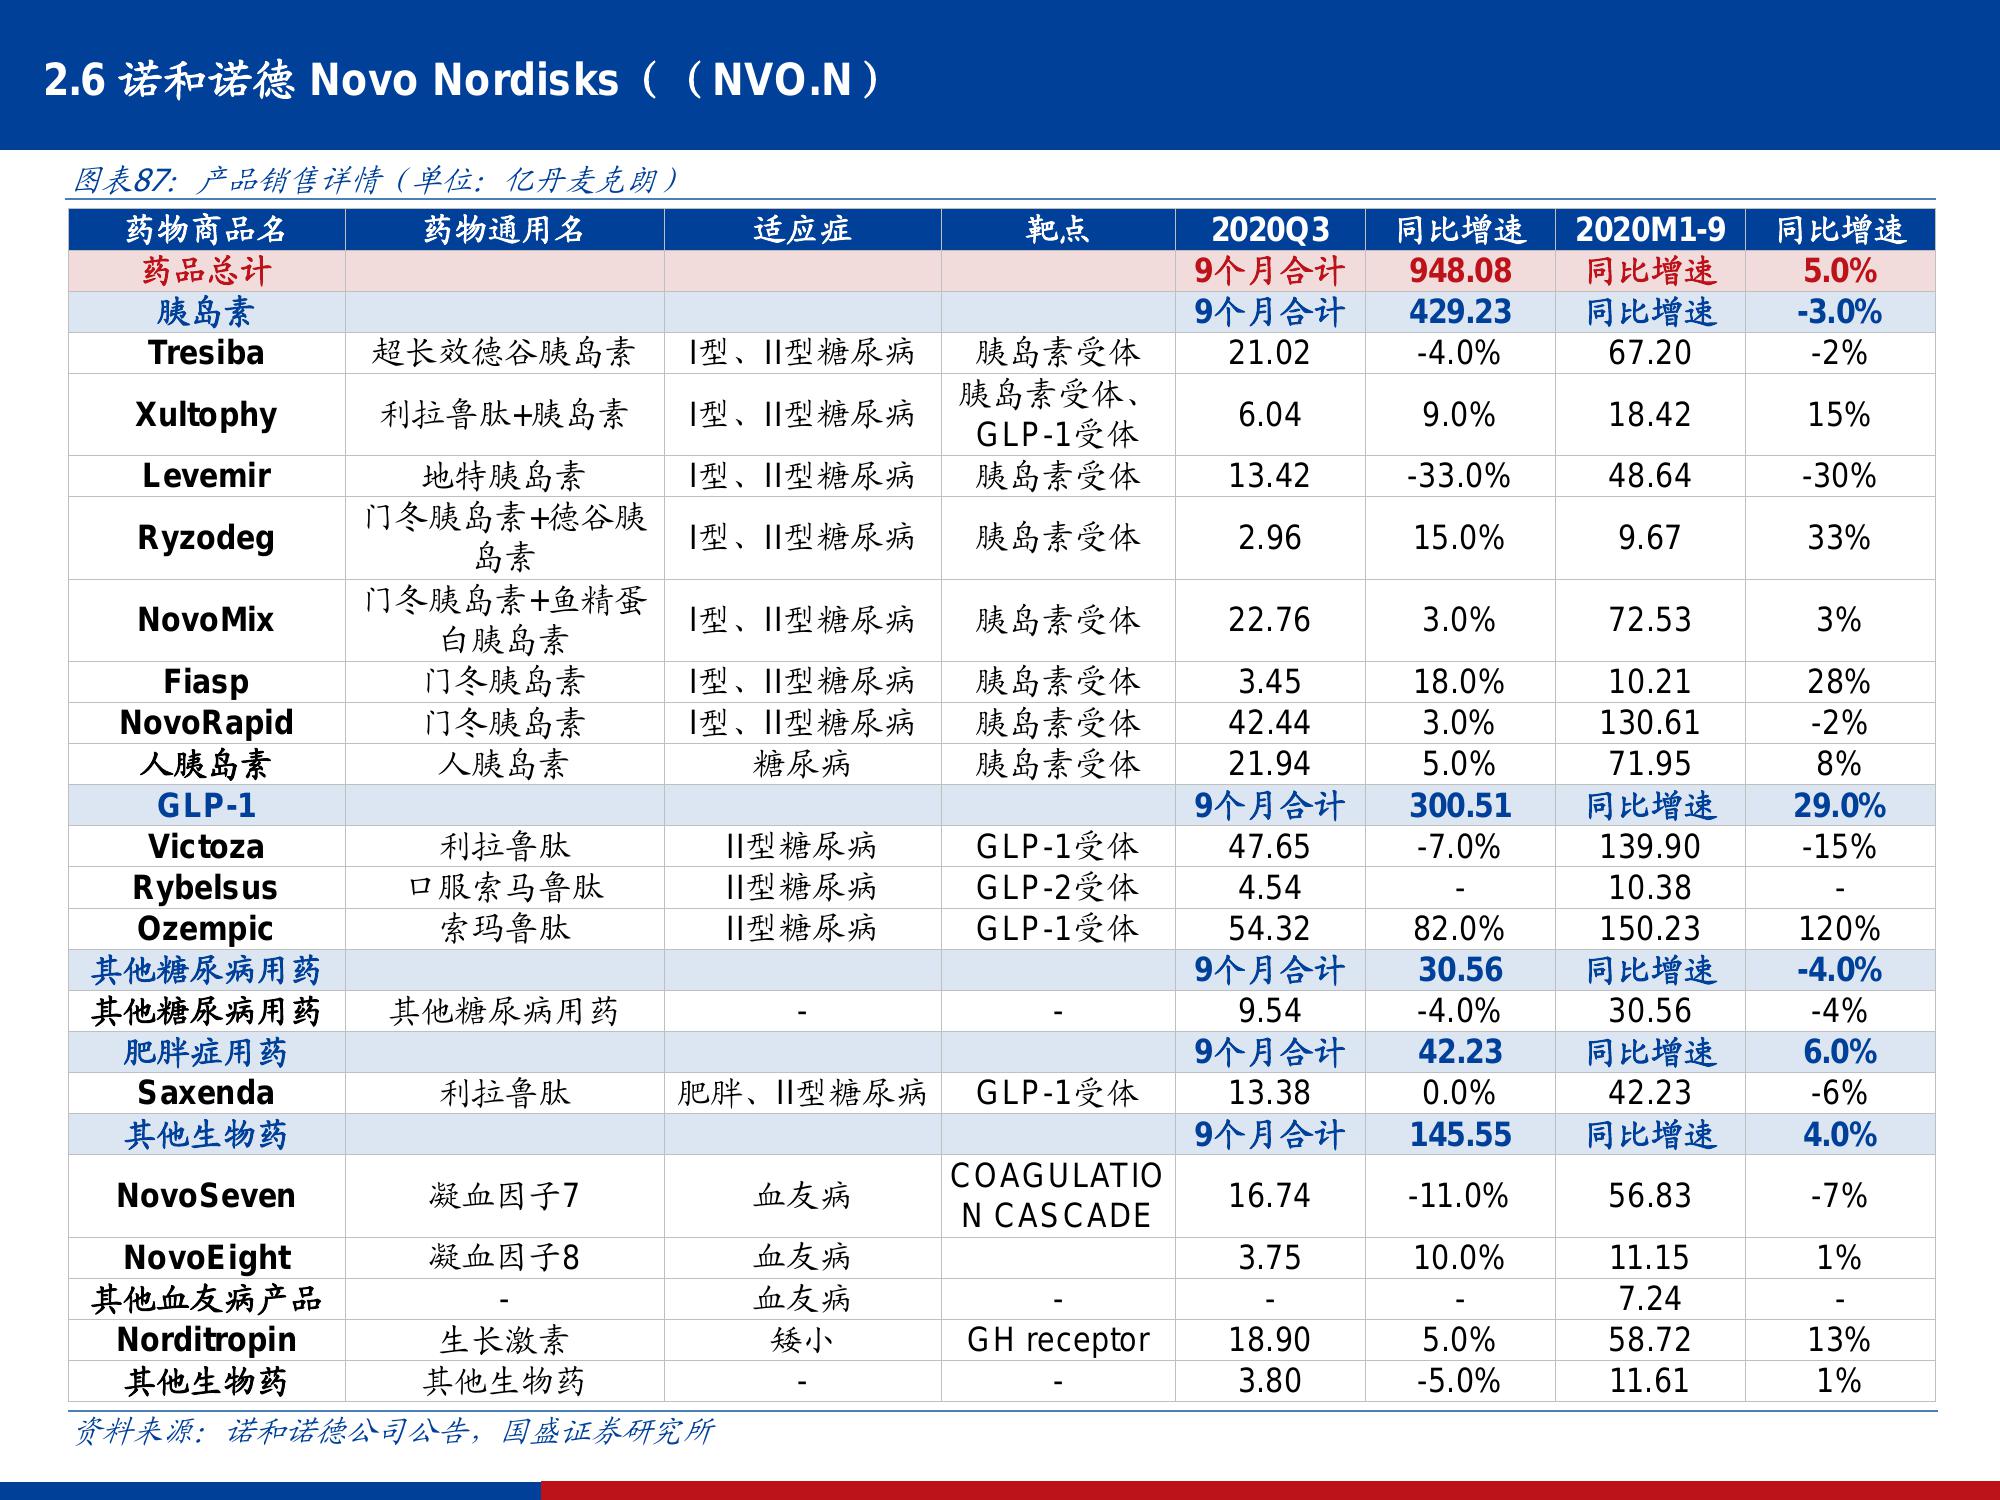 2.6 诺和诺德 Novo Nordisks（（NVO.N）
图表87：产品销售详情（单位：亿丹麦克朗）
药物商品名 药物通用名 适应症 靶点 2020Q3 同比增速 2020M1-9 同比增速
药品总计 9个月合计 948.08 同比增速 5.0%
胰岛素 9个月合计 429.23 同比增速 -3.0%
Tresiba 超长效德谷胰岛素 I型、II型糖尿病 胰岛素受体 21.02 -4.0% 67.20 -2%
Xultophy 利拉鲁肽+胰岛素 I型、II型糖尿病 胰岛素受体、
GLP-1受体 6.04 9.0% 18.42 15%
Levemir 地特胰岛素 I型、II型糖尿病 胰岛素受体 13.42 -33.0% 48.64 -30%
Ryzodeg 门冬胰岛素+德谷胰
岛素 I型、II型糖尿病 胰岛素受体 2.96 15.0% 9.67 33%
NovoMix 门冬胰岛素+鱼精蛋
白胰岛素 I型、II型糖尿病 胰岛素受体 22.76 3.0% 72.53 3%
Fiasp 门冬胰岛素 I型、II型糖尿病 胰岛素受体 3.45 18.0% 10.21 28%
NovoRapid 门冬胰岛素 I型、II型糖尿病 胰岛素受体 42.44 3.0% 130.61 -2%
人胰岛素 人胰岛素 糖尿病 胰岛素受体 21.94 5.0% 71.95 8%
GLP-1 9个月合计 300.51 同比增速 29.0%
Victoza 利拉鲁肽 II型糖尿病 GLP-1受体 47.65 -7.0% 139.90 -15%
Rybelsus 口服索马鲁肽 II型糖尿病 GLP-2受体 4.54 - 10.38 -
Ozempic 索玛鲁肽 II型糖尿病 GLP-1受体 54.32 82.0% 150.23 120%
其他糖尿病用药 9个月合计 30.56 同比增速 -4.0%
其他糖尿病用药 其他糖尿病用药 - - 9.54 -4.0% 30.56 -4%
肥胖症用药 9个月合计 42.23 同比增速 6.0%
Saxenda 利拉鲁肽 肥胖、II型糖尿病 GLP-1受体 13.38 0.0% 42.23 -6%
其他生物药 9个月合计 145.55 同比增速 4.0%
NovoSeven 凝血因子7 血友病 COAGULATIO
N CASCADE 16.74 -11.0% 56.83 -7%
NovoEight 凝血因子8 血友病 3.75 10.0% 11.15 1%
其他血友病产品 - 血友病 - - - 7.24 -
Norditropin 生长激素 矮小 GH receptor 18.90 5.0% 58.72 13%
其他生物药 其他生物药 - - 3.80 -5.0% 11.61 1%
资料来源：诺和诺德公司公告，国盛证券研究所